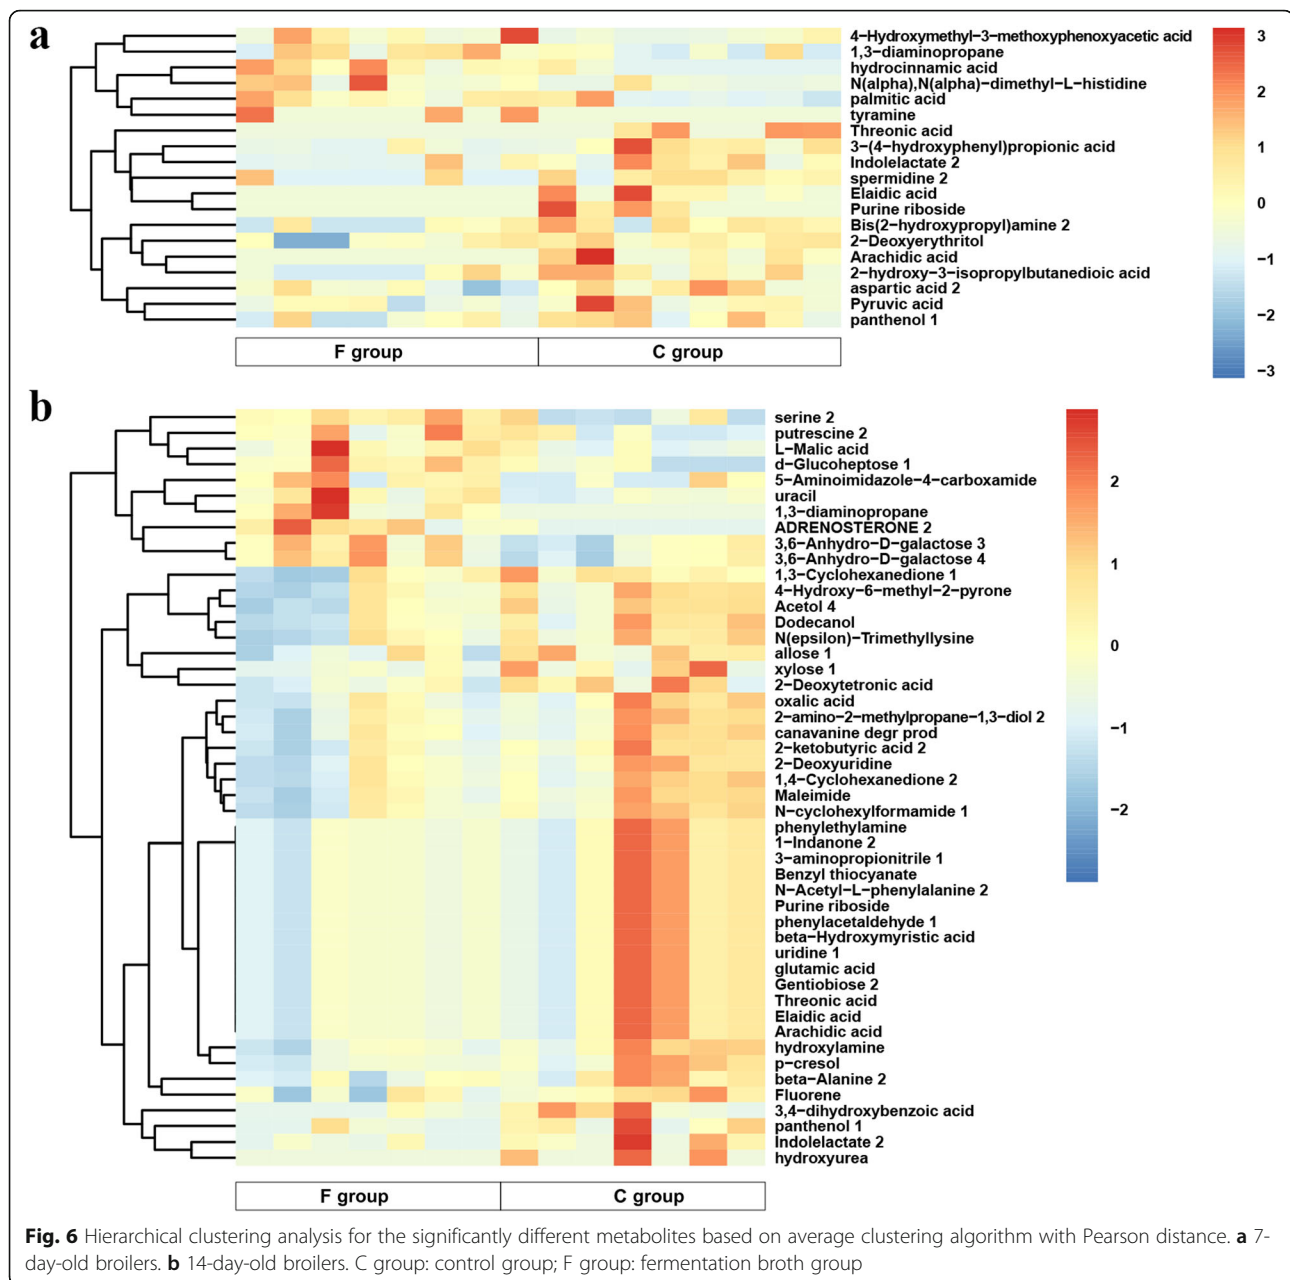 a
4−Hydroxymethyl−3−methoxyphenoxyacetic acid
1,3−diaminopropane
hydrocinnamic acid
N(alpha),N(alpha)−dimethyl−L−histidine
palmitic acid
tyramine
Threonic acid
3−(4−hydroxyphenyl)propionic acid
Indolelactate 2
spermidine 2
Elaidic acid
Purine riboside
Bis(2−hydroxypropyl)amine 2
2−Deoxyerythritol
Arachidic acid
2−hydroxy−3−isopropylbutanedioic acid
aspartic acid 2
Pyruvic acid
panthenol 1
3
2
1
0
−1
−2
−3
F group
C group
b
serine 2
putrescine 2
L−Malic acid
d−Glucoheptose 1
5−Aminoimidazole−4−carboxamide
uracil
1,3−diaminopropane
ADRENOSTERONE 2
3,6−Anhydro−D−galactose 3
3,6−Anhydro−D−galactose 4
1,3−Cyclohexanedione 1
4−Hydroxy−6−methyl−2−pyrone
Acetol 4
Dodecanol
N(epsilon)−Trimethyllysine
allose 1
xylose 1
2−Deoxytetronic acid
oxalic acid
2−amino−2−methylpropane−1,3−diol 2
canavanine degr prod
2−ketobutyric acid 2
2−Deoxyuridine
1,4−Cyclohexanedione 2
Maleimide
N−cyclohexylformamide 1
phenylethylamine
1−Indanone 2
3−aminopropionitrile 1
Benzyl thiocyanate
N−Acetyl−L−phenylalanine 2
Purine riboside
phenylacetaldehyde 1
beta−Hydroxymyristic acid
uridine 1
glutamic acid
Gentiobiose 2
Threonic acid
Elaidic acid
Arachidic acid
hydroxylamine
p−cresol
beta−Alanine 2
Fluorene
3,4−dihydroxybenzoic acid
panthenol 1
Indolelactate 2
hydroxyurea
2
1
0
−1
−2
F group
C group
Fig. 6 Hierarchical clustering analysis for the significantly different metabolites based on average clustering algorithm with Pearson distance. a 7-
day-old broilers. b 14-day-old broilers. C group: control group; F group: fermentation broth group